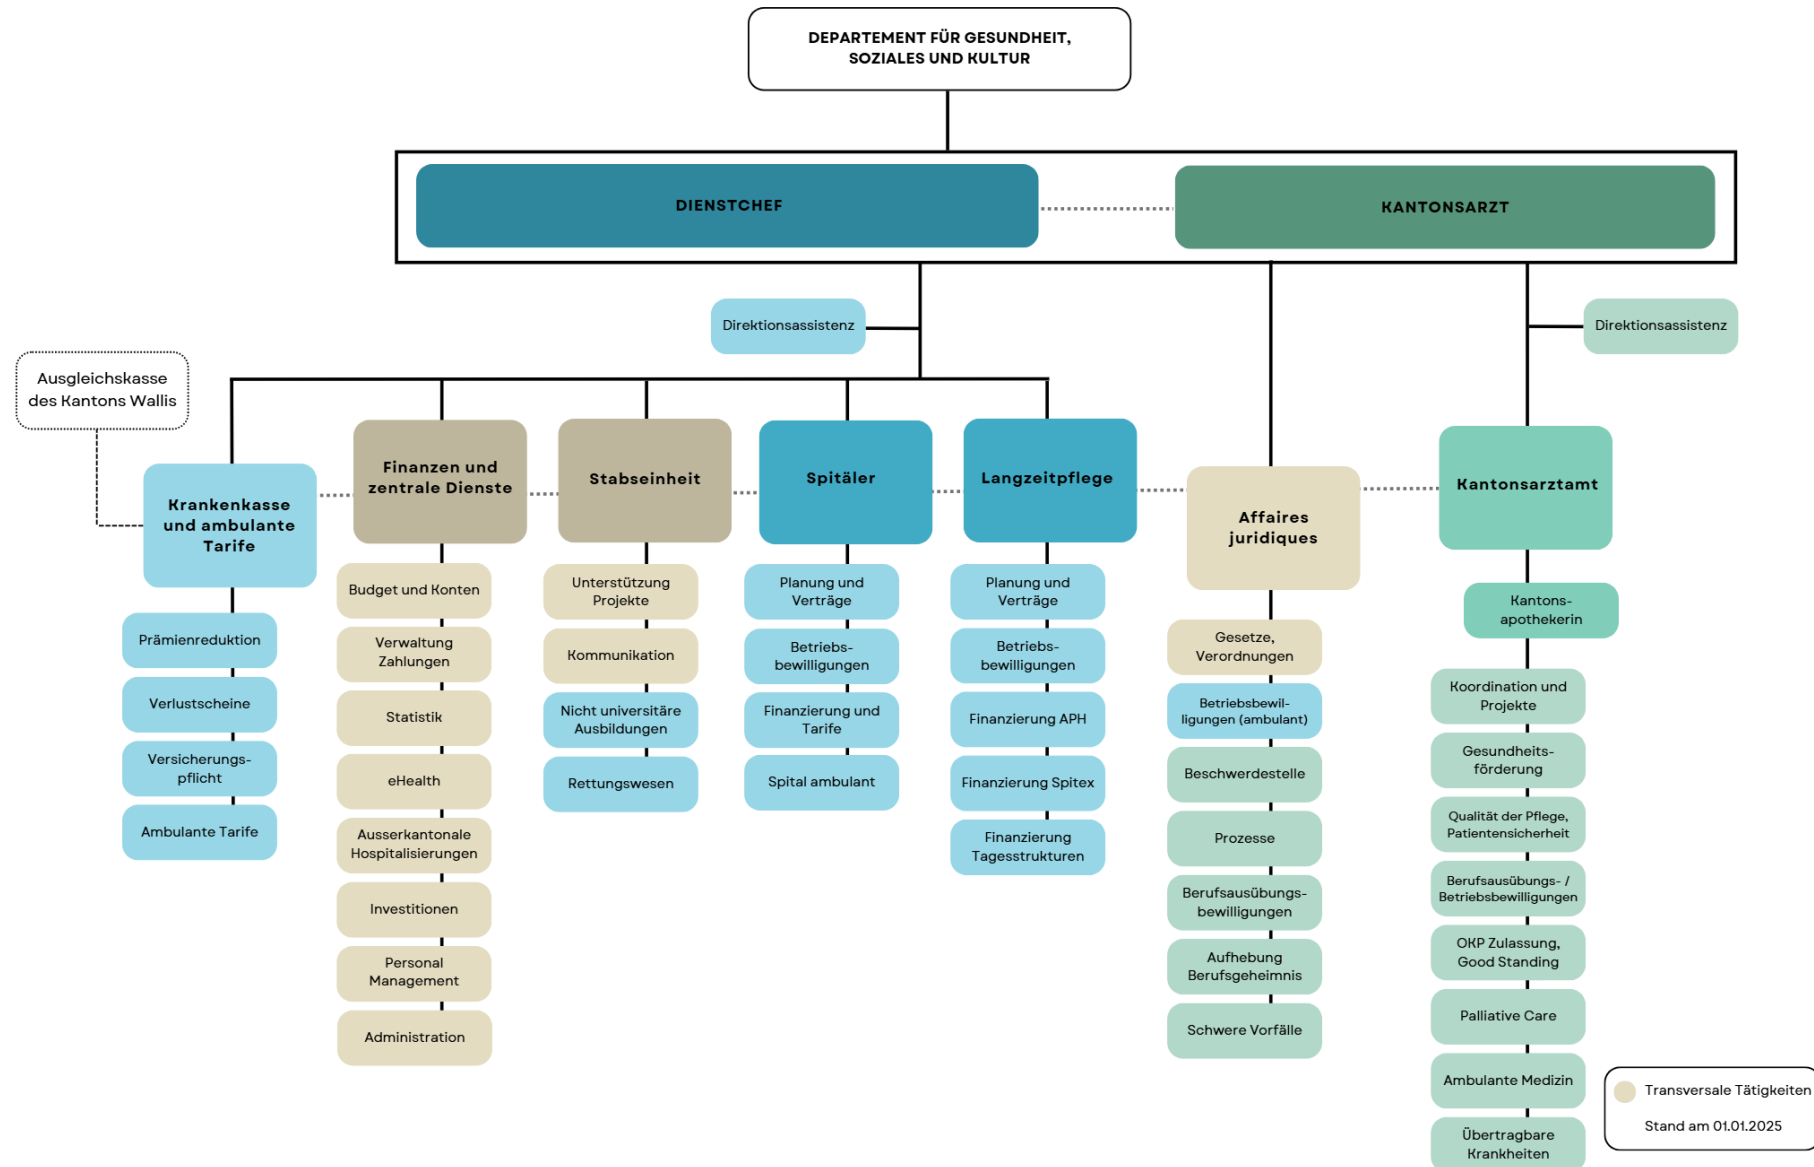 DEPARTEMENT FÜR GESUNDHEIT,
SOZIALES UND KULTUR
DIENSTCHEF
KANTONSARZT
Direktionsassistenz
Direktionsassistenz
Ausgleichskasse
des Kantons Wallis
Krankenkasse
und ambulante
Tarife
Prämienreduktion
Verlustscheine
Versicherungs-
pflicht
Ambulante Tarife
Finanzen und
zentrale Dienste
Budget und Konten
Verwaltung
Zahlungen
Statistik
eHealth
Ausserkantonale
Hospitalisierungen
Investitionen
Personal
Management
Administration
Stabseinheit
Unterstützung
Projekte
Kommunikation
Nicht universitäre
Ausbildungen
Rettungswesen
Spitäler
Planung und
Verträge
Betriebs-
bewilligungen
Finanzierung und
Tarife
Spital ambulant
Langzeitpflege
Planung und
Verträge
Betriebs-
bewilligungen
Finanzierung APH
Finanzierung Spitex
Finanzierung
Tagesstrukturen
Affaires
juridiques
Gesetze,
Verordnungen
Betriebsbewil-
ligungen (ambulant)
Beschwerdestelle
Prozesse
Berufsausübungs-
bewilligungen
Aufhebung
Berufsgeheimnis
Schwere Vorfälle
Kantonsarztamt
Kantons-
apothekerin
Koordination und
Projekte
Gesundheits-
förderung
Qualität der Pflege,
Patientensicherheit
Berufsausübungs- /
Betriebsbewilligungen
OKP Zulassung,
Good Standing
Palliative Care
Ambulante Medizin
Übertragbare
Krankheiten
Transversale Tätigkeiten
Stand am 01.01.2025